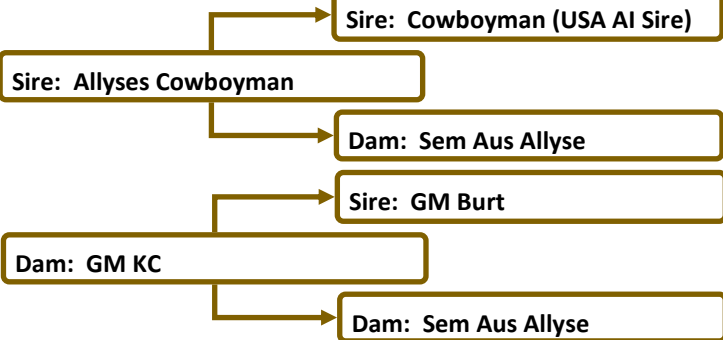 Sire: Cowboyman (USA AI Sire)
Sire: Allyses Cowboyman
Dam: Sem Aus Allyse
Sire: GM Burt
Dam: GM KC
Dam: Sem Aus Allyse